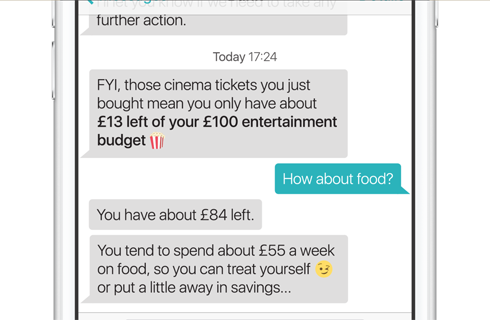 further action.
Today 17:24
FYI, those cinema tickets you just
bought mean you only have about
£13 left of your £100 entertainment
budget 🍿
How about food?
You have about £84 left.
You tend to spend about £55 a week
on food, so you can treat yourself 😉
or put a little away in savings...